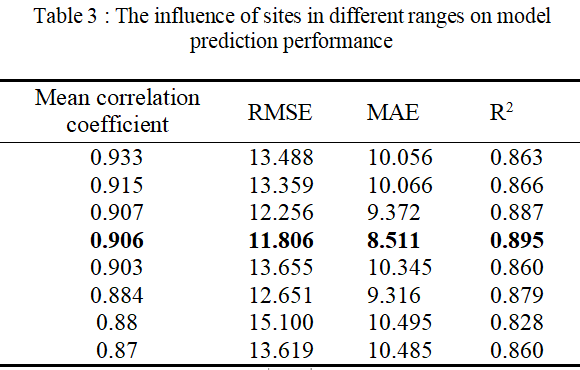 Table 3 : The influence of sites in different ranges on model
prediction performance
Mean correlation
coefficient RMSE MAE R²
0.933 13.488 10.056 0.863
0.915 13.359 10.066 0.866
0.907 12.256 9.372 0.887
0.906 11.806 8.511 0.895
0.903 13.655 10.345 0.860
0.884 12.651 9.316 0.879
0.88 15.100 10.495 0.828
0.87 13.619 10.485 0.860